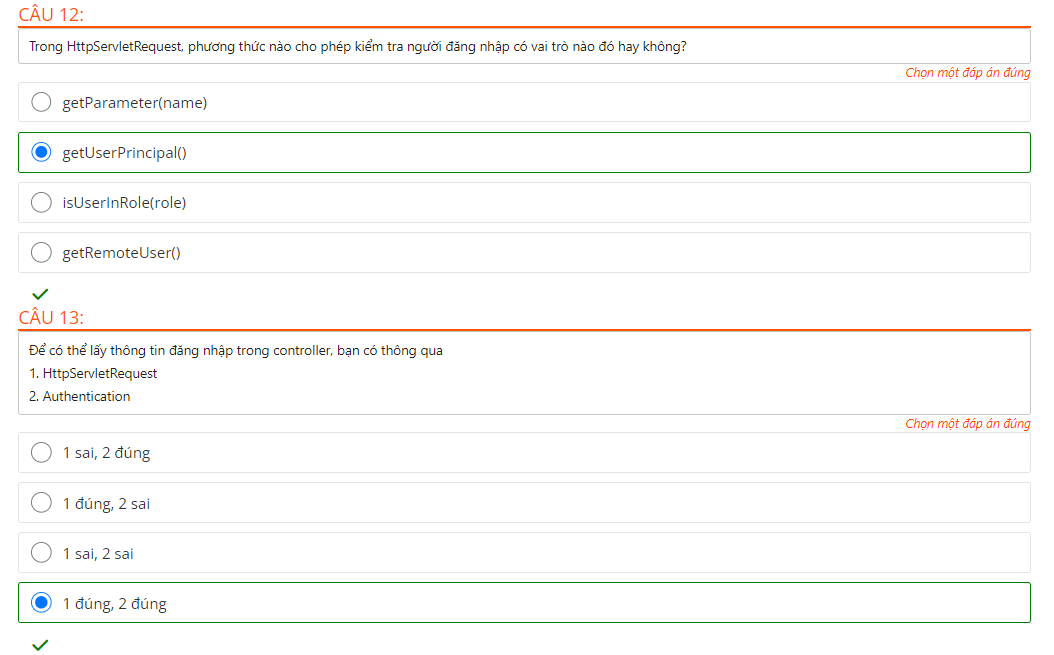 CÂU 12:
Trong HttpServletRequest, phương thức nào cho phép kiểm tra người đăng nhập có vai trò nào đó hay không?
Chọn một đáp án đúng
getParameter(name)
getUserPrincipal()
isUserInRole(role)
getRemoteUser()
CÂU 13:
Để có thể lấy thông tin đăng nhập trong controller, bạn có thông qua
1. HttpServletRequest
2. Authentication
Chọn một đáp án đúng
1 sai, 2 đúng
1 đúng, 2 sai
1 sai, 2 sai
1 đúng, 2 đúng